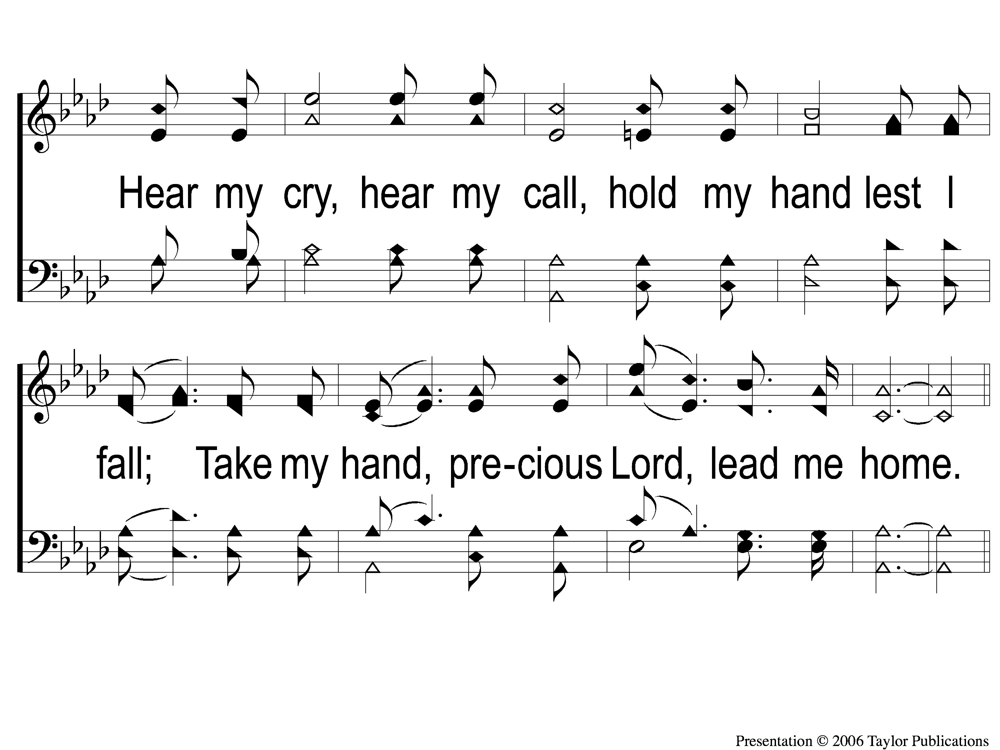 Hear my cry, hear my call, hold my hand lest I
fall; Take my hand, pre-cious Lord, lead me home.
Presentation © 2006 Taylor Publications